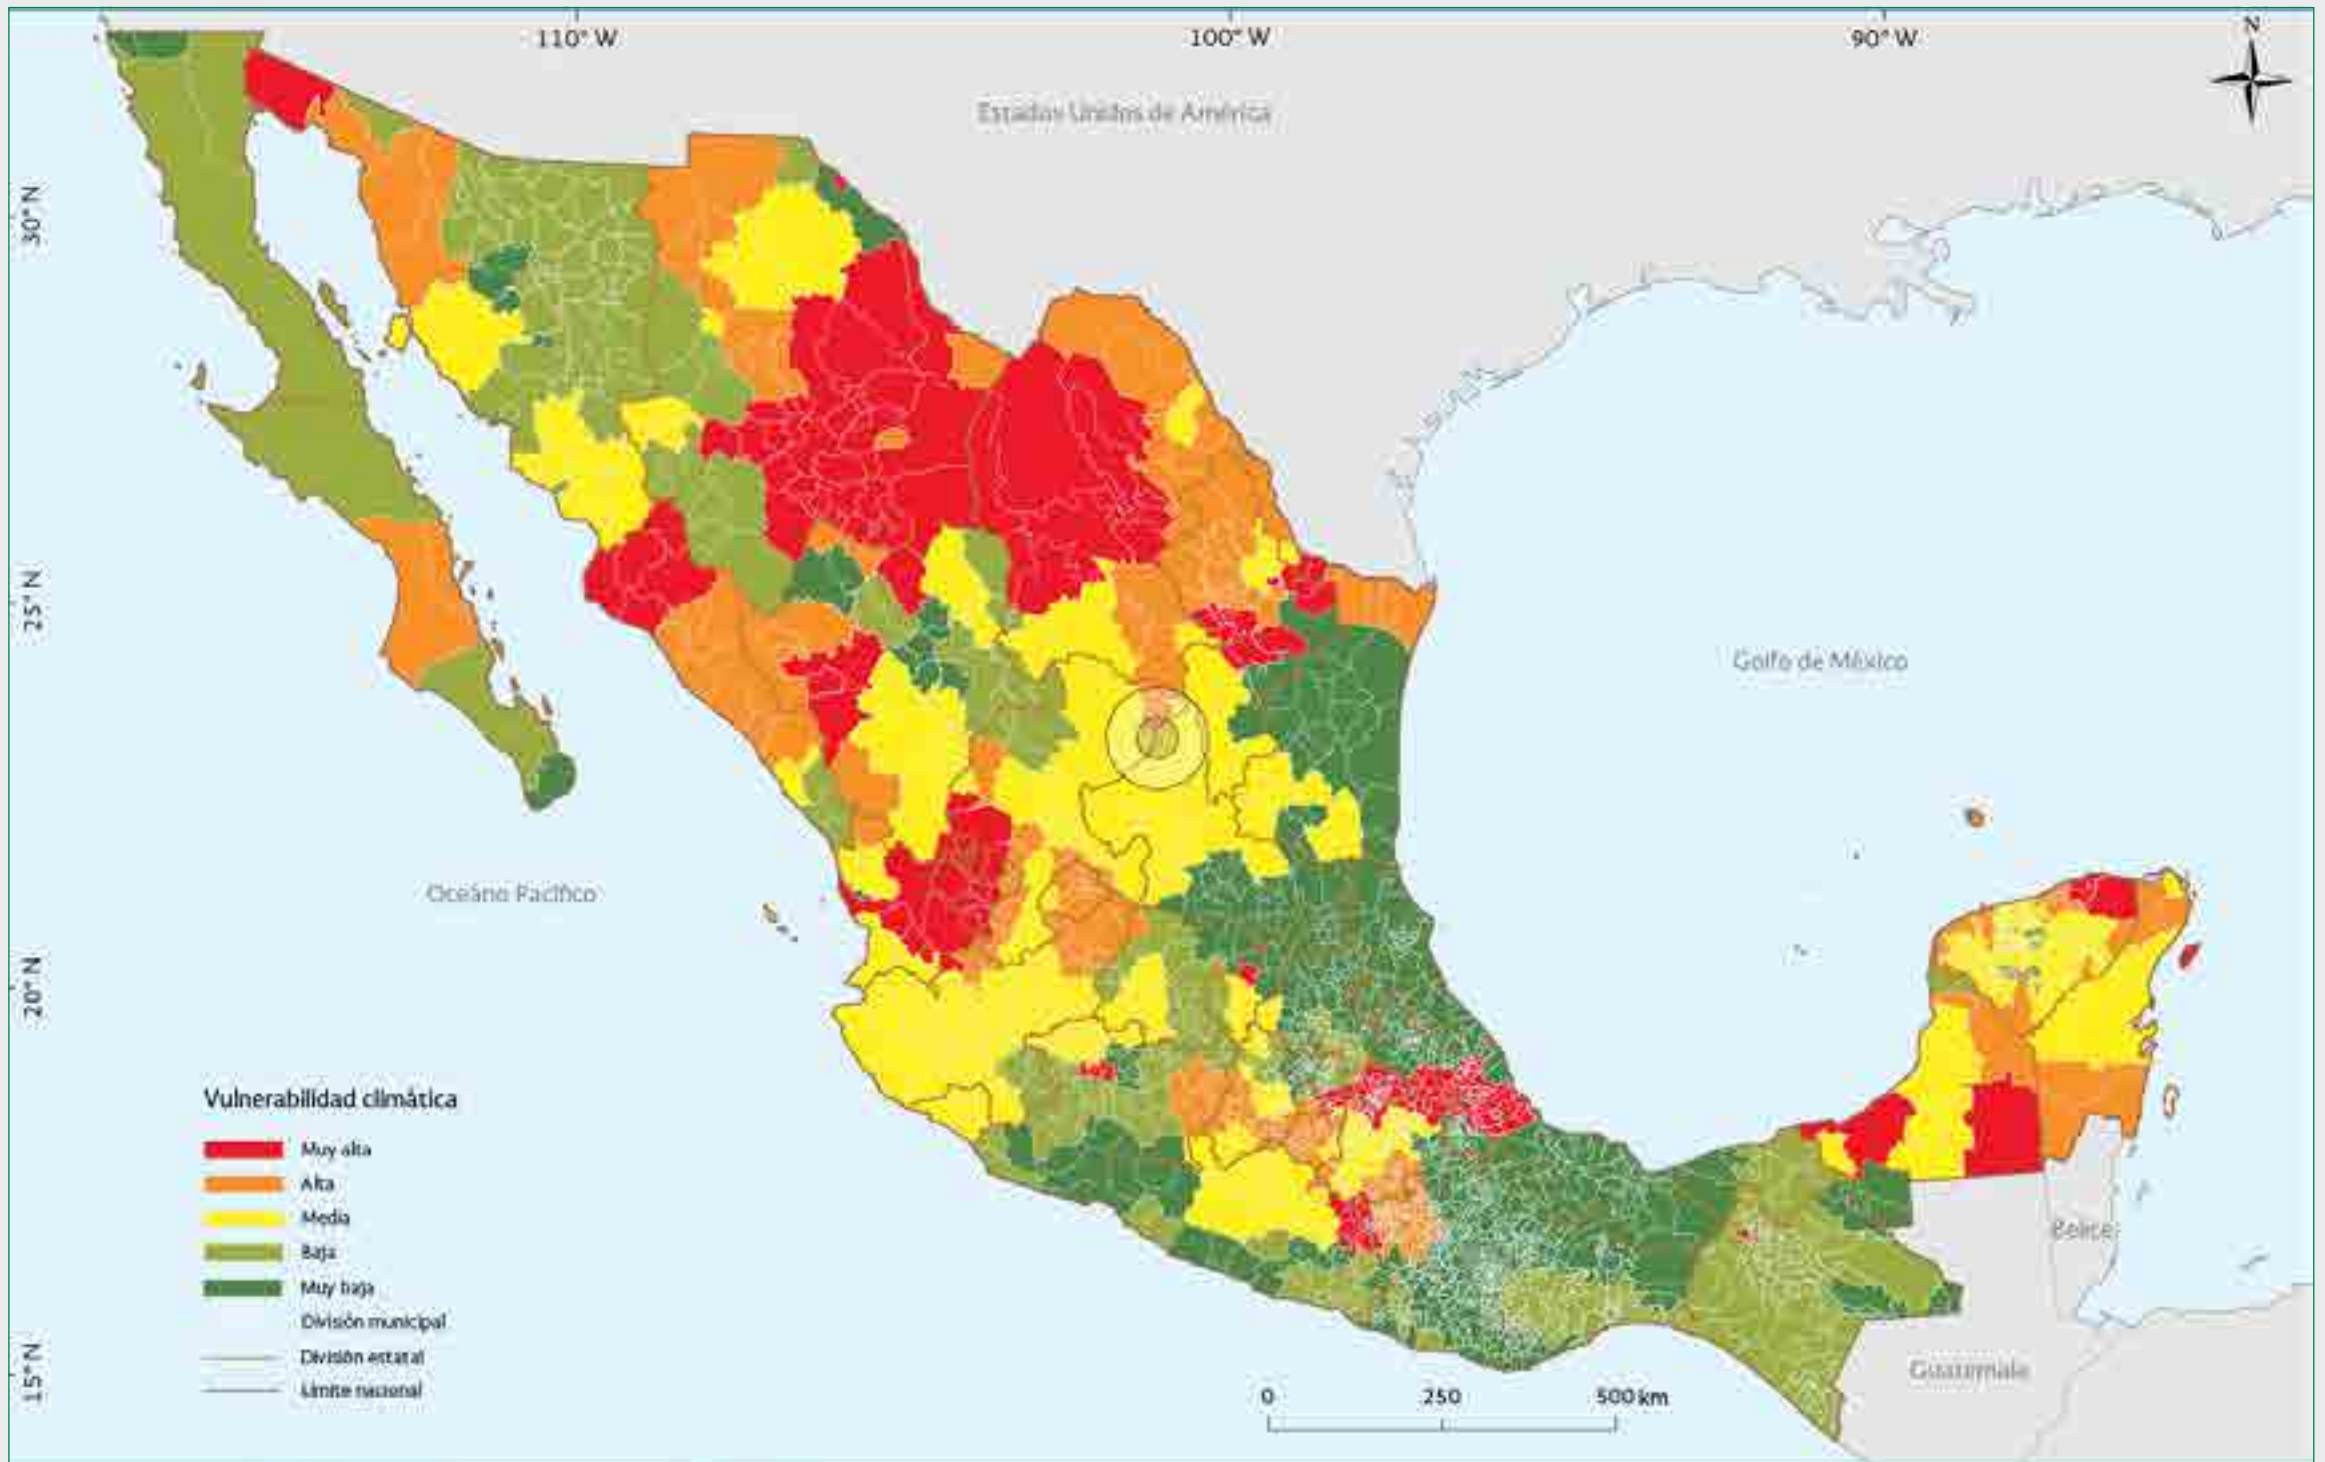 N
110° W
100° W
90° W
Estados Unidos de América
30° N
25° N
Golfo de México
Océano Pacífico
20° N
Vulnerabilidad climática
Muy alta
Alta
Media
Baja
Muy baja
División municipal
División estatal
Límite nacional
Belice
Guatemala
15° N
0
250
500 km